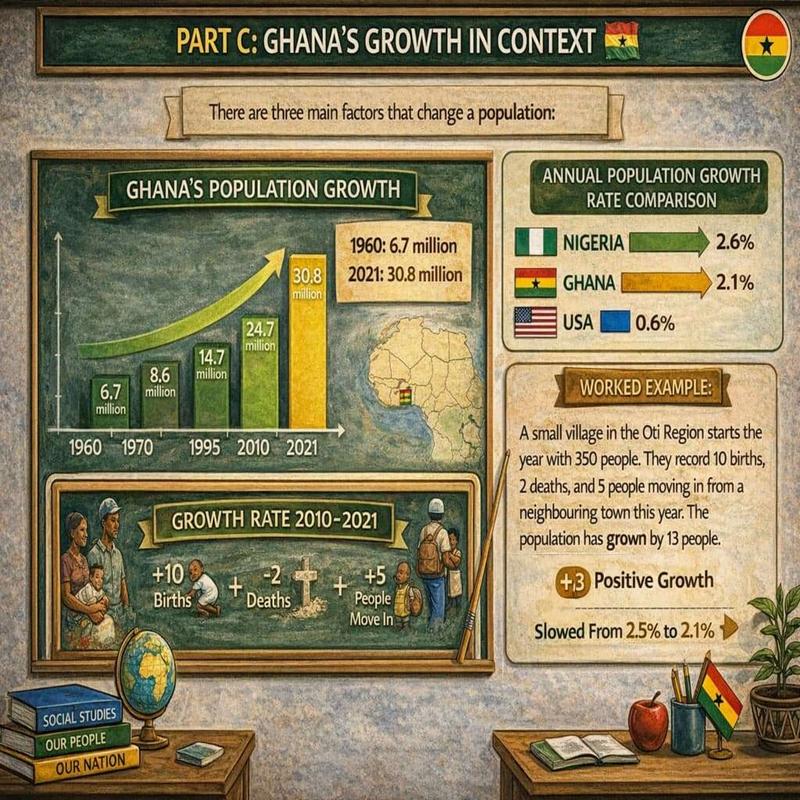 PART C: GHANA'S GROWTH IN CONTEXT
There are three main factors that change a population:
GHANA'S POPULATION GROWTH
1960: 6.7 million
2021: 30.8 million
6.7
million
8.6
million
14.7
million
24.7
million
30.8
million
1960 1970 1995 2010 2021
GROWTH RATE 2010–2021
+10
Births
+
-2
Deaths
+
+5
People
Move In
ANNUAL POPULATION GROWTH
RATE COMPARISON
NIGERIA 2.6%
GHANA 2.1%
USA 0.6%
WORKED EXAMPLE:
A small village in the Oti Region starts the
year with 350 people. They record 10 births,
2 deaths, and 5 people moving in from a
neighbouring town this year. The
population has grown by 13 people.
+3 Positive Growth
Slowed From 2.5% to 2.1%
SOCIAL STUDIES
OUR PEOPLE
OUR NATION